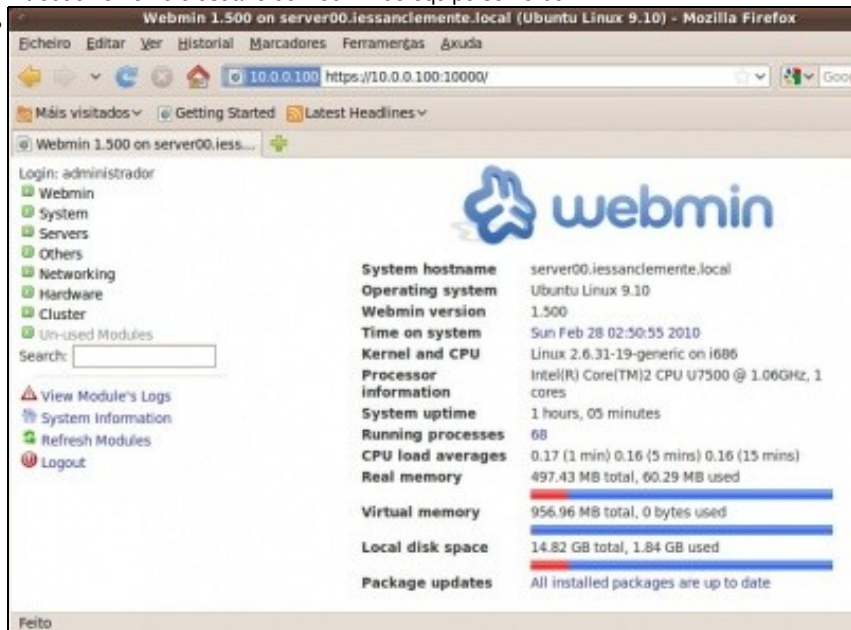 Webmin 1.500 on server00.iessanclemente.local (Ubuntu Linux 9.10) - Mozilla Firefox
Eicheiro Editar Ver Historial Marcadores Ferramentas Axuda
10.0.0.100 https://10.0.0.100:10000/
Máis visitados Getting Started Latest Headlines
Webmin 1.500 on server00.iess...
Login: administrador
Webmin
System
Servers
Others
Networking
Hardware
Cluster
Un-used Modules
Search:
View Module's Logs
System Information
Refresh Modules
Logout
webmin
System hostname server00.iessanclemente.local
Operating system Ubuntu Linux 9.10
Webmin version 1.500
Time on system Sun Feb 28 02:50:55 2010
Kernel and CPU Linux 2.6.31-19-generic on i686
Processor information Intel(R) Core(TM)2 CPU U7500 @ 1.06GHz, 1
cores
System uptime 1 hours, 05 minutes
Running processes 68
CPU load averages 0.17 (1 min) 0.16 (5 mins) 0.16 (15 mins)
Real memory 497.43 MB total, 60.29 MB used
Virtual memory 956.96 MB total, 0 bytes used
Local disk space 14.82 GB total, 1.84 GB used
Package updates All installed packages are up to date
Feito